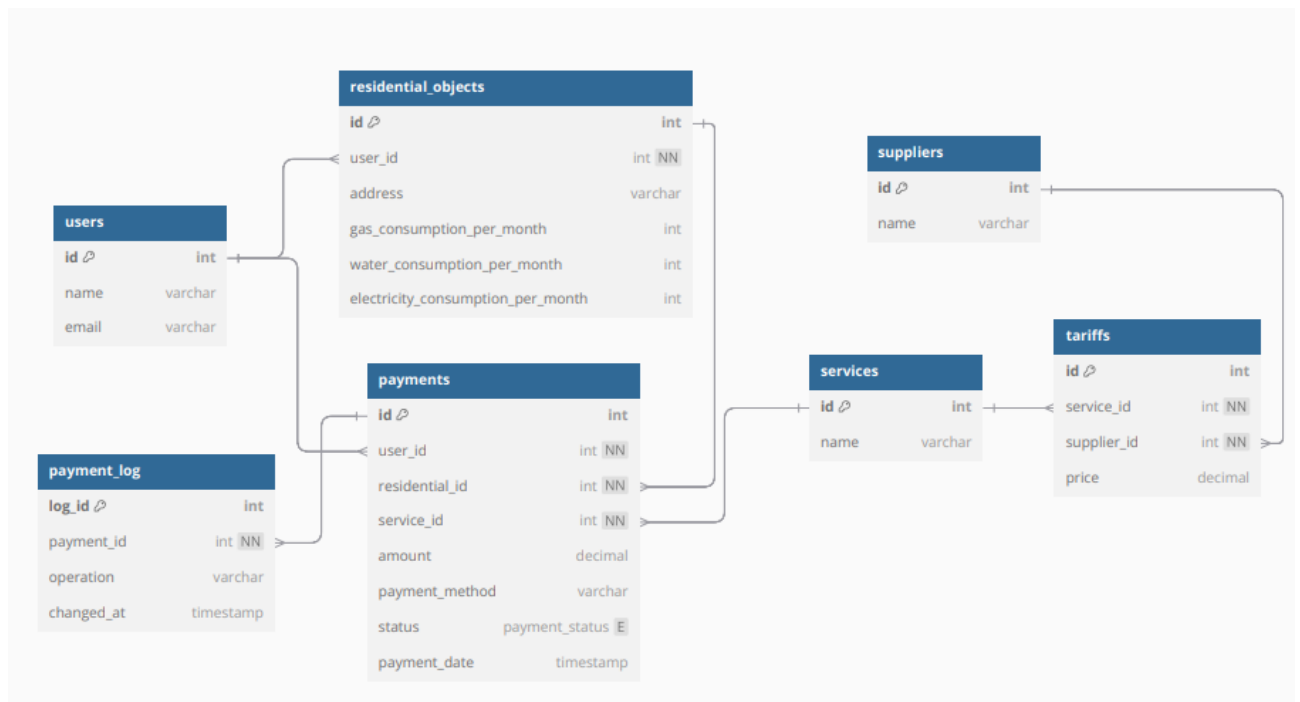 residential_objects
id int
user_id int NN
address varchar
gas_consumption_per_month int
water_consumption_per_month int
electricity_consumption_per_month int
suppliers
id int
name varchar
users
id int
name varchar
email varchar
tariffs
id int
service_id int NN
supplier_id int NN
price decimal
services
id int
name varchar
payments
id int
user_id int NN
residential_id int NN
service_id int NN
amount decimal
payment_method varchar
status payment_status E
payment_date timestamp
payment_log
log_id int
payment_id int NN
operation varchar
changed_at timestamp